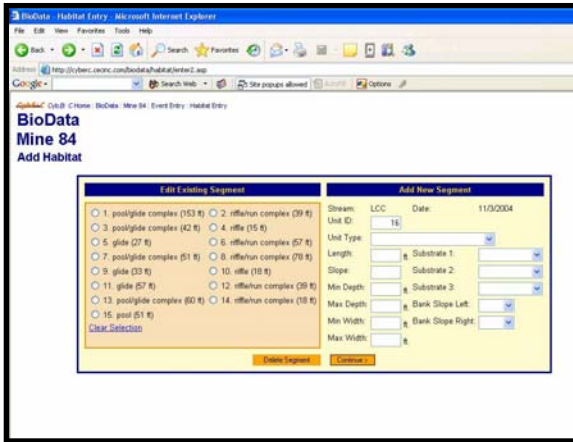 BioData - Habitat Entry - Microsoft Internet Explorer
File Edit View Favorites Tools Help
Back Search Favorites
Address http://cyberc.cecinc.com/biodata/habitat/enter2.asp
Google Search Web Site popups allowed AutoFill Options
Home : BioData : Mine 84 : Event Entry : Habitat Entry
BioData
Mine 84
Add Habitat
Edit Existing Segment
1. pool/glide complex (153 ft) 2. riffle/run complex (39 ft)
3. pool/glide complex (42 ft) 4. riffle (15 ft)
5. glide (27 ft) 6. riffle/run complex (57 ft)
7. pool/glide complex (51 ft) 8. riffle/run complex (78 ft)
9. glide (33 ft) 10. riffle (18 ft)
11. glide (57 ft) 12. riffle/run complex (39 ft)
13. pool/glide complex (60 ft) 14. riffle/run complex (18 ft)
15. pool (51 ft)
Clear Selection
Delete Segment
Add New Segment
Stream: LCC Date: 11/3/2004
Unit ID: 16
Unit Type:
Length: ft Substrate 1:
Slope: Substrate 2:
Min Depth: ft Substrate 3:
Max Depth: ft Bank Slope Left:
Min Width: ft Bank Slope Right:
Max Width: ft
Continue >